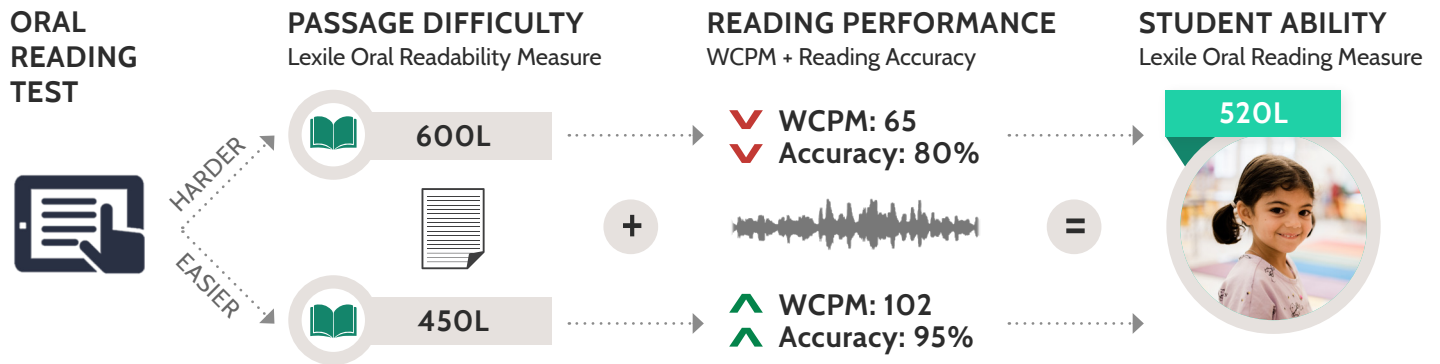 ORAL
READING
TEST
HARDER
EASIER
PASSAGE DIFFICULTY
Lexile Oral Readability Measure
600L
450L
+
READING PERFORMANCE
WCPM + Reading Accuracy
WCPM: 65
Accuracy: 80%
WCPM: 102
Accuracy: 95%
=
STUDENT ABILITY
Lexile Oral Reading Measure
520L